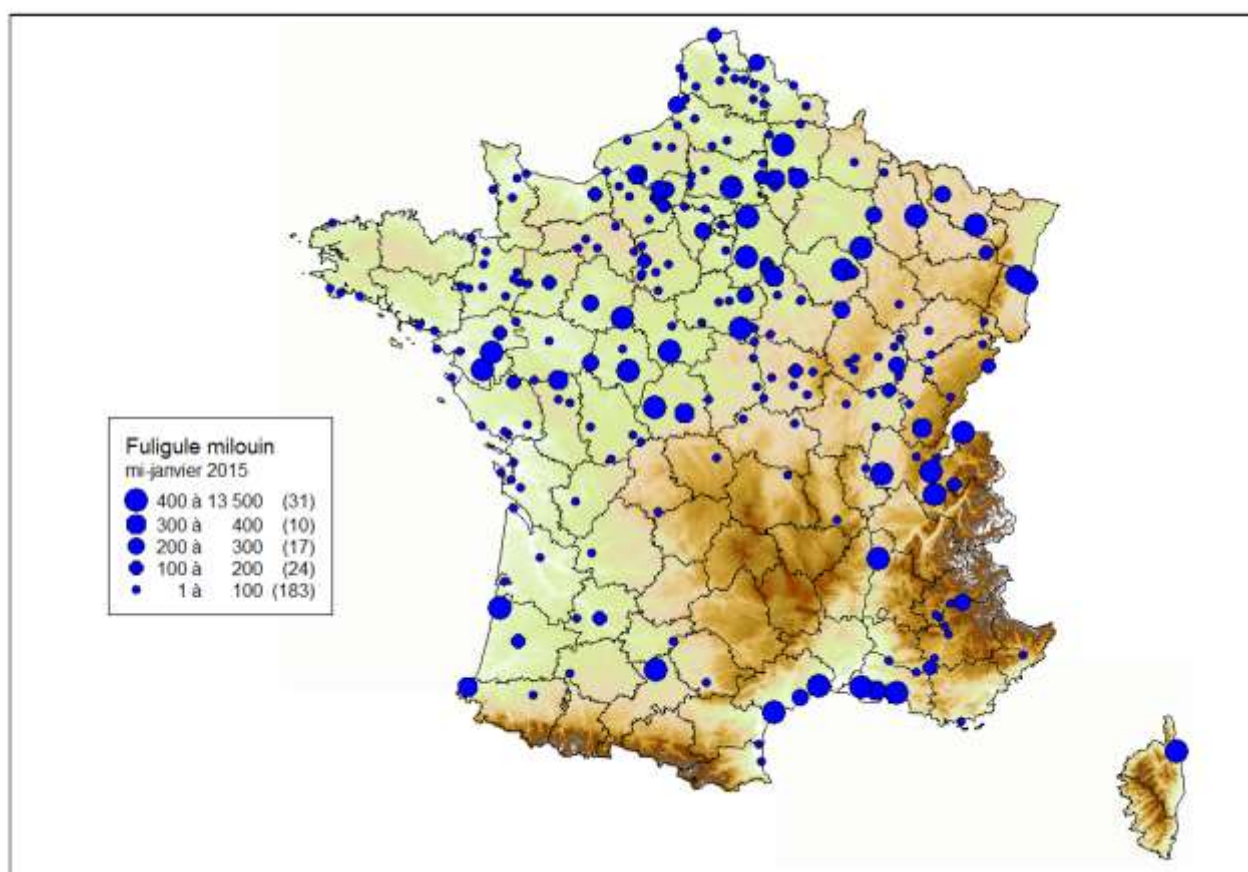 Fuligule milouin
mi-janvier 2015
400 à 13 500 (31)
300 à 400 (10)
200 à 300 (17)
100 à 200 (24)
1 à 100 (183)